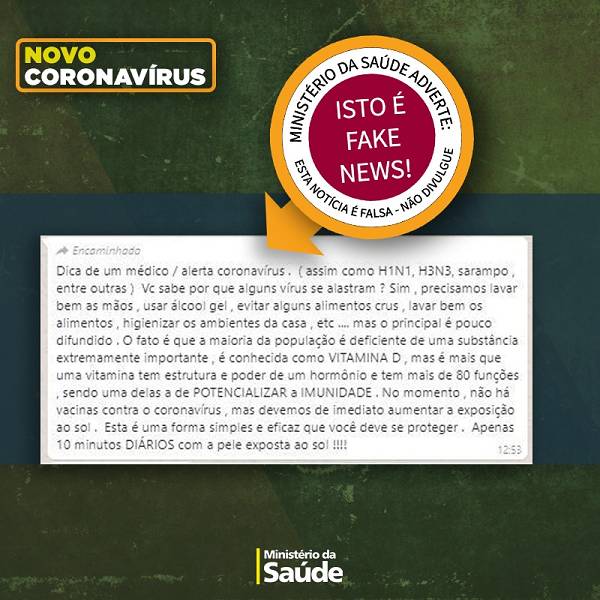 NOVO
CORONAVÍRUS
MINISTÉRIO DA SAÚDE ADVERTE:
ISTO É
FAKE
NEWS!
ESTA NOTÍCIA É FALSA - NÃO DIVULGUE
Encaminhado
Dica de um médico / alerta coronavírus . ( assim como H1N1, H3N3, sarampo ,
entre outras ) Vc sabe por que alguns vírus se alastram ? Sim , precisamos lavar
bem as mãos , usar álcool gel , evitar alguns alimentos crus , lavar bem os
alimentos , higienizar os ambientes da casa , etc .... mas o principal é pouco
difundido . O fato é que a maioria da população é deficiente de uma substância
extremamente importante , é conhecida como VITAMINA D , mas é mais que
uma vitamina tem estrutura e poder de um hormônio e tem mais de 80 funções
, sendo uma delas a de POTENCIALIZAR a IMUNIDADE . No momento , não há
vacinas contra o coronavírus , mas devemos de imediato aumentar a exposição
ao sol . Esta é uma forma simples e eficaz que você deve se proteger . Apenas
10 minutos DIÁRIOS com a pele exposta ao sol !!!!
12:53
Ministério da
Saúde